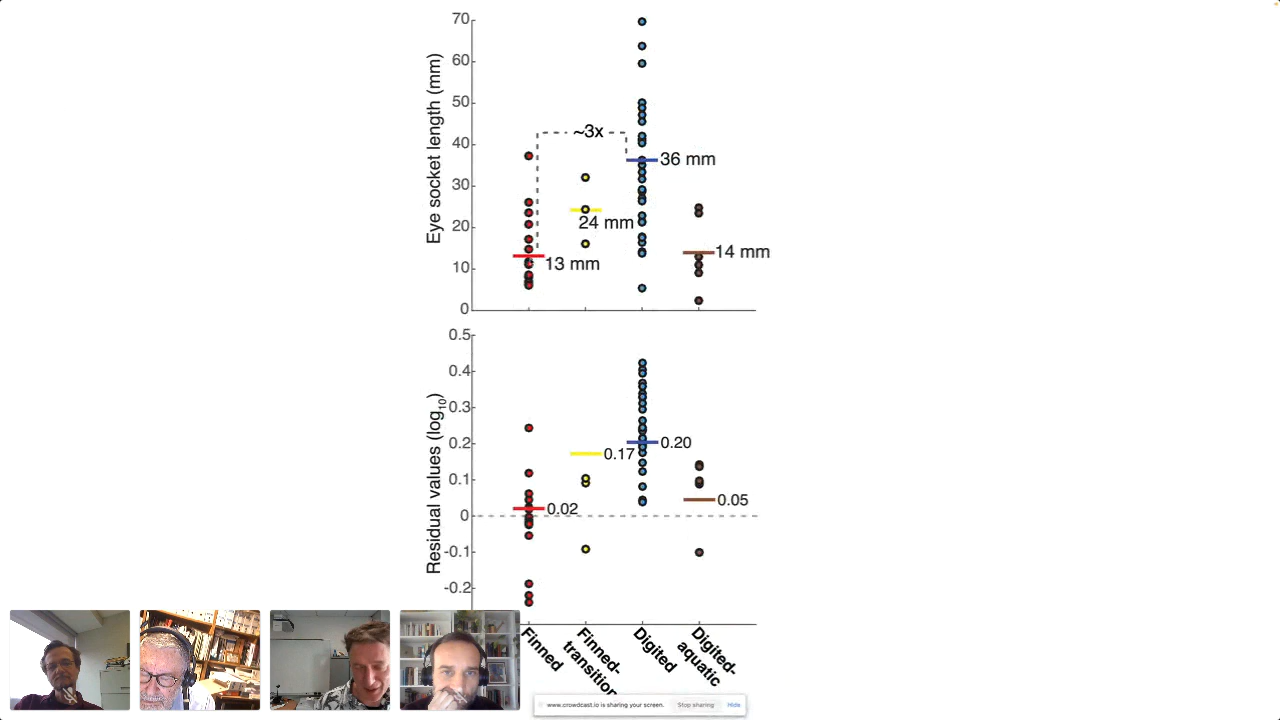 70
60
50
40
30
20
10
0
Eye socket length (mm)
~3x
36 mm
24 mm
13 mm
14 mm
0.5
0.4
0.3
0.2
0.1
0
-0.1
-0.2
Residual values (log10)
0.17
0.20
0.02
0.05
Finned
Finned-
transition
Digited
Digited-
aquatic
www.crowdcast.io is sharing your screen.
Stop sharing
Hide